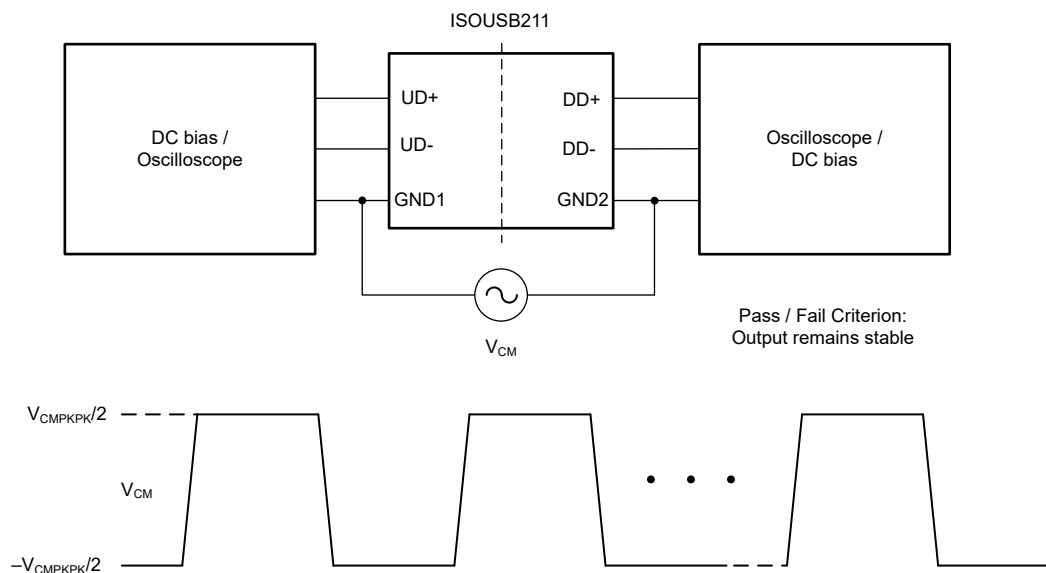 ISOUSB211
DC bias /
Oscilloscope
UD+
UD-
GND1
DD+
DD-
GND2
Oscilloscope /
DC bias
V_CM
Pass / Fail Criterion:
Output remains stable
V_CMPKPK/2
V_CM
–V_CMPKPK/2